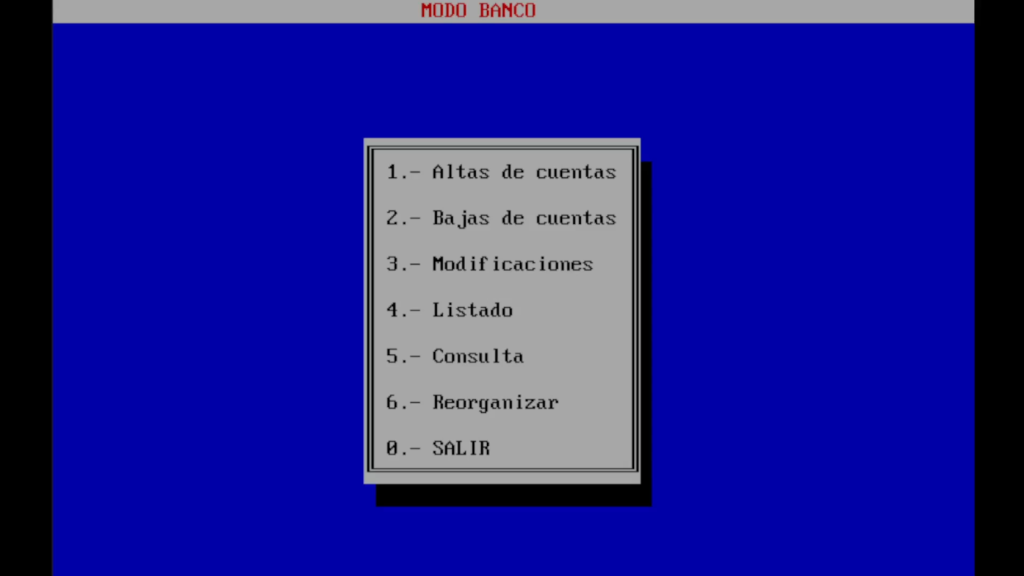 MODO BANCO
1.- Altas de cuentas
2.- Bajas de cuentas
3.- Modificaciones
4.- Listado
5.- Consulta
6.- Reorganizar
0.- SALIR